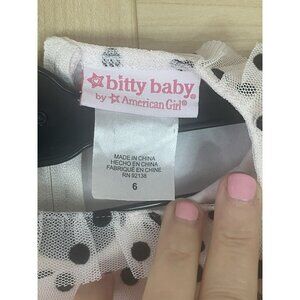 bitty baby®
by American Girl®
MADE IN CHINA
HECHO EN CHINA
FABRIQUÉ EN CHINE
RN 92138
6